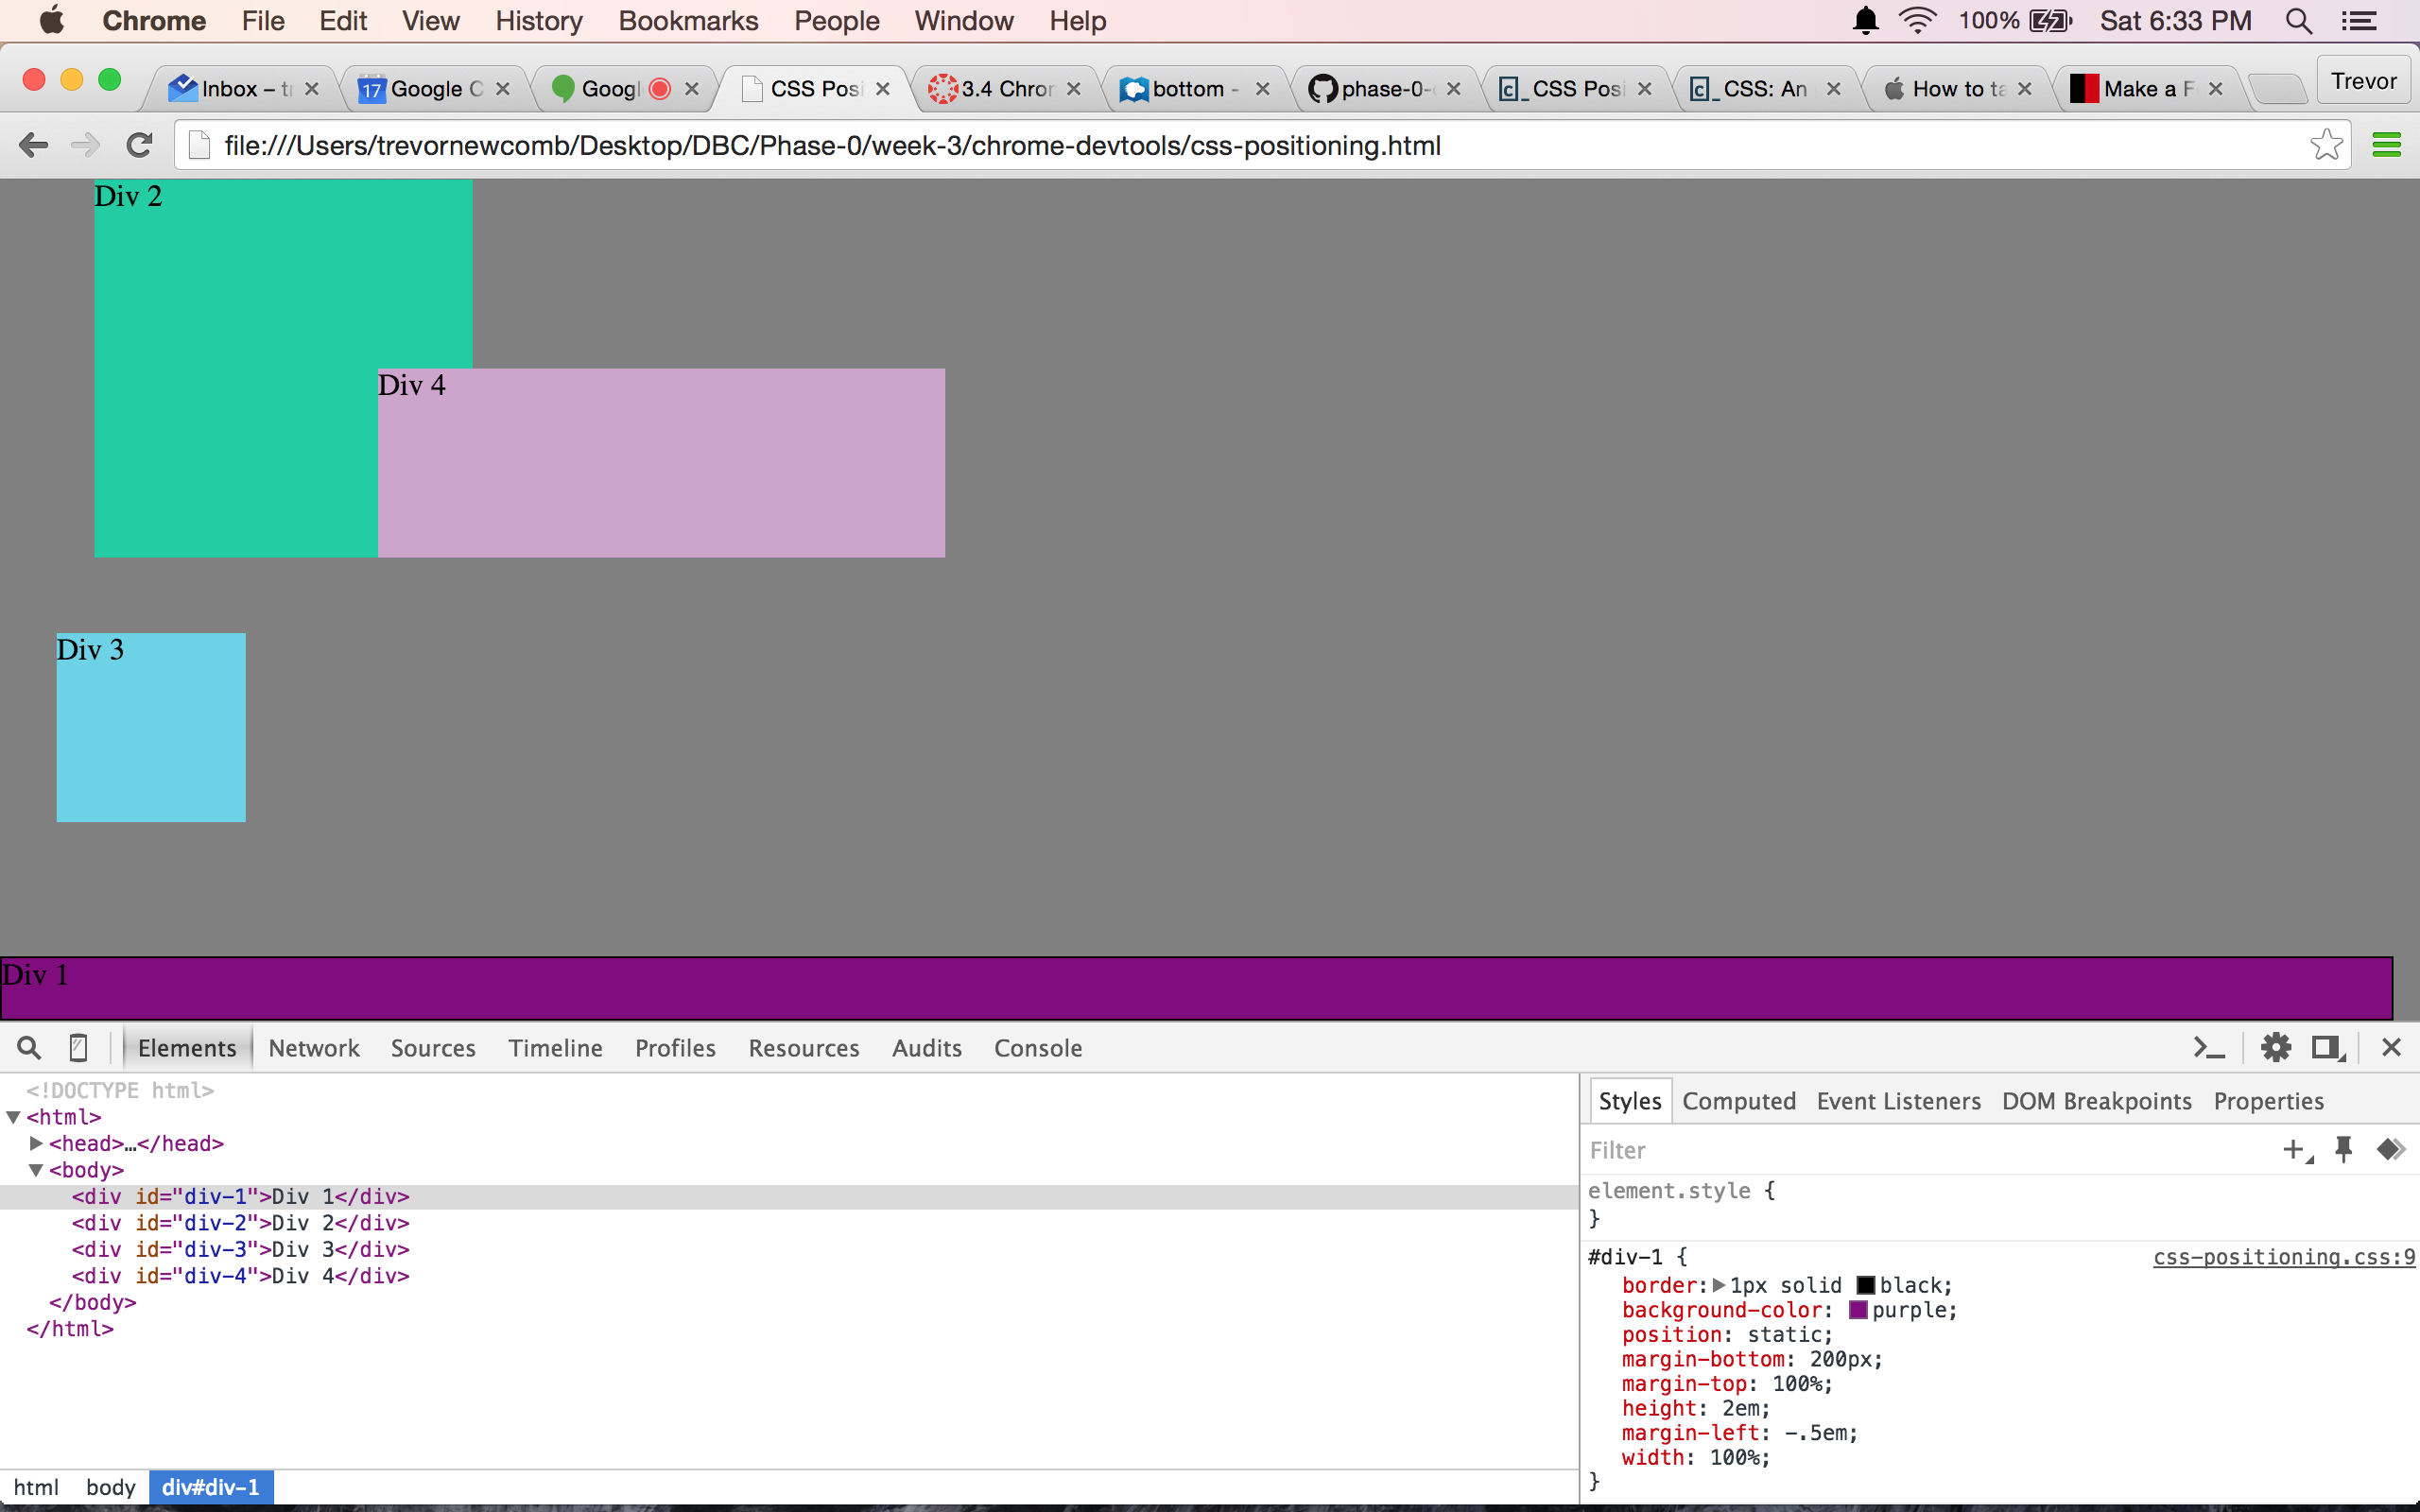 Chrome File Edit View History Bookmarks People Window Help 100% Sat 6:33 PM
Inbox – 17 Google Googl CSS Posi 3.4 Chror bottom - phase-0- c_ CSS Posi c_ CSS: An How to ta Make a F Trevor
file:///Users/trevornewcomb/Desktop/DBC/Phase-0/week-3/chrome-devtools/css-positioning.html
Div 2
Div 4
Div 3
Div 1
Elements Network Sources Timeline Profiles Resources Audits Console
<!DOCTYPE html>
<html>
<head>…</head>
<body>
<div id="div-1">Div 1</div>
<div id="div-2">Div 2</div>
<div id="div-3">Div 3</div>
<div id="div-4">Div 4</div>
</body>
</html>
html body div#div-1
Styles Computed Event Listeners DOM Breakpoints Properties
Filter
element.style {
}
#div-1 { css-positioning.css:9
border: 1px solid black;
background-color: purple;
position: static;
margin-bottom: 200px;
margin-top: 100%;
height: 2em;
margin-left: -.5em;
width: 100%;
}